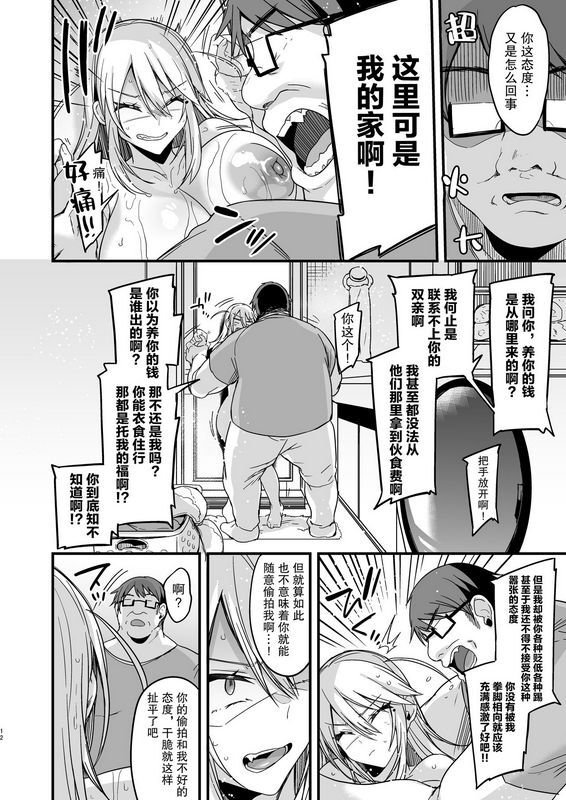 你这态度…
又是怎么回事
超
这里可是
我的家啊！
痛！
好痛!!
我问你，养你的钱
是从哪里来的啊?
把手放开啊！
我何止是
联系不上你的
双亲啊
我甚至都没法从
他们那里拿到伙食费啊
你这个！
你以为养你的钱
是谁出的啊？
那不还是我吗？
你能衣食住行
那都是托我的福啊!?
你到底知不
知道啊!?
但是我却被你各种贬低各种踢
甚至于我还不得不接受你这种
嚣张的态度
你没有被我
拳脚相向就应该
充满感激了好吧!!
但就算如此
也不意味着你就能
随意偷拍我啊…！
啊？
你的偷拍和我不好的
态度，干脆就这样
扯平了吧
12